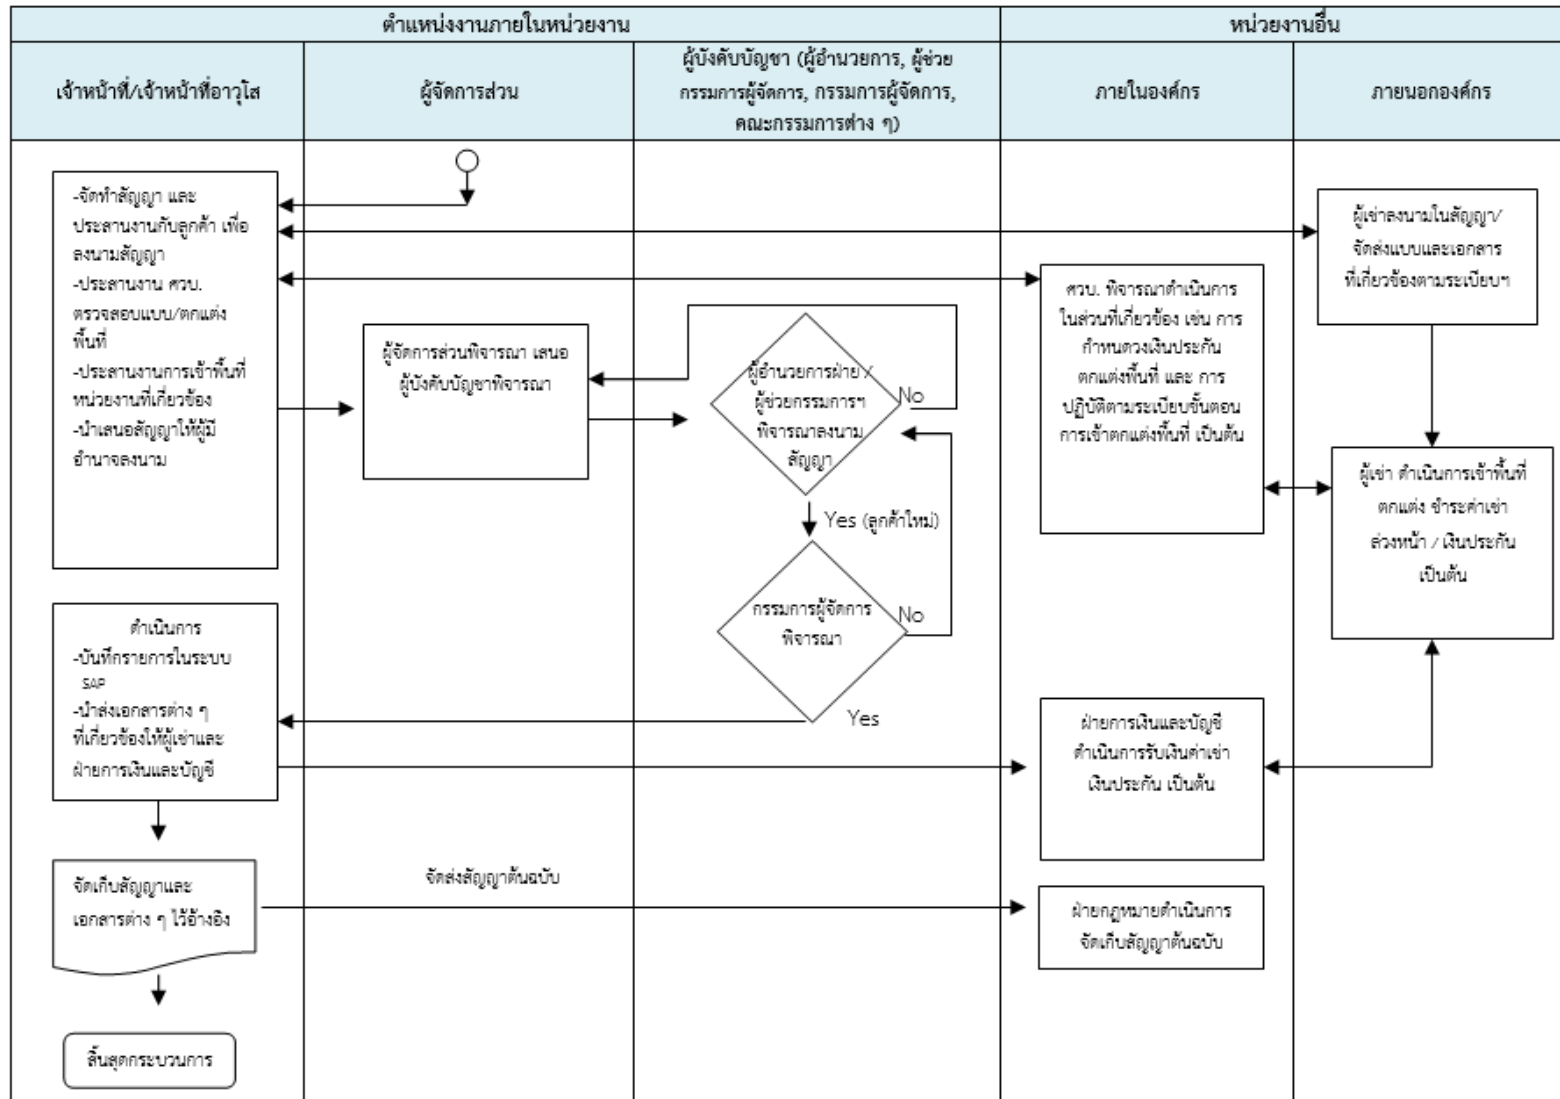 ตำแหน่งงานภายในหน่วยงาน
หน่วยงานอื่น
เจ้าหน้าที่/เจ้าหน้าที่อาวุโส
ผู้จัดการส่วน
ผู้บังคับบัญชา (ผู้อำนวยการ, ผู้ช่วย
กรรมการผู้จัดการ, กรรมการผู้จัดการ,
คณะกรรมการต่าง ๆ)
ภายในองค์กร
ภายนอกองค์กร
-จัดทำสัญญา และ
ประสานงานกับลูกค้า เพื่อ
ลงนามสัญญา
-ประสานงาน ศวบ.
ตรวจสอบแบบ/ตกแต่ง
พื้นที่
-ประสานงานการเข้าพื้นที่
หน่วยงานที่เกี่ยวข้อง
-นำเสนอสัญญาให้ผู้มี
อำนาจลงนาม
ผู้จัดการส่วนพิจารณา เสนอ
ผู้บังคับบัญชาพิจารณา
ผู้อำนวยการฝ่าย /
ผู้ช่วยกรรมการฯ
พิจารณาลงนาม
สัญญา
No
Yes (ลูกค้าใหม่)
กรรมการผู้จัดการ
พิจารณา
No
Yes
ศวบ. พิจารณาดำเนินการ
ในส่วนที่เกี่ยวข้อง เช่น การ
กำหนดวงเงินประกัน
ตกแต่งพื้นที่ และ การ
ปฏิบัติตามระเบียบขั้นตอน
การเข้าตกแต่งพื้นที่ เป็นต้น
ผู้เช่าลงนามในสัญญา/
จัดส่งแบบและเอกสาร
ที่เกี่ยวข้องตามระเบียบฯ
ผู้เช่า ดำเนินการเข้าพื้นที่
ตกแต่ง ชำระค่าเช่า
ล่วงหน้า / เงินประกัน
เป็นต้น
ดำเนินการ
-บันทึกรายการในระบบ
SAP
-นำส่งเอกสารต่าง ๆ
ที่เกี่ยวข้องให้ผู้เช่าและ
ฝ่ายการเงินและบัญชี
ฝ่ายการเงินและบัญชี
ดำเนินการรับเงินค่าเช่า
เงินประกัน เป็นต้น
จัดเก็บสัญญาและ
เอกสารต่าง ๆ ไว้อ้างอิง
จัดส่งสัญญาต้นฉบับ
ฝ่ายกฎหมายดำเนินการ
จัดเก็บสัญญาต้นฉบับ
สิ้นสุดกระบวนการ